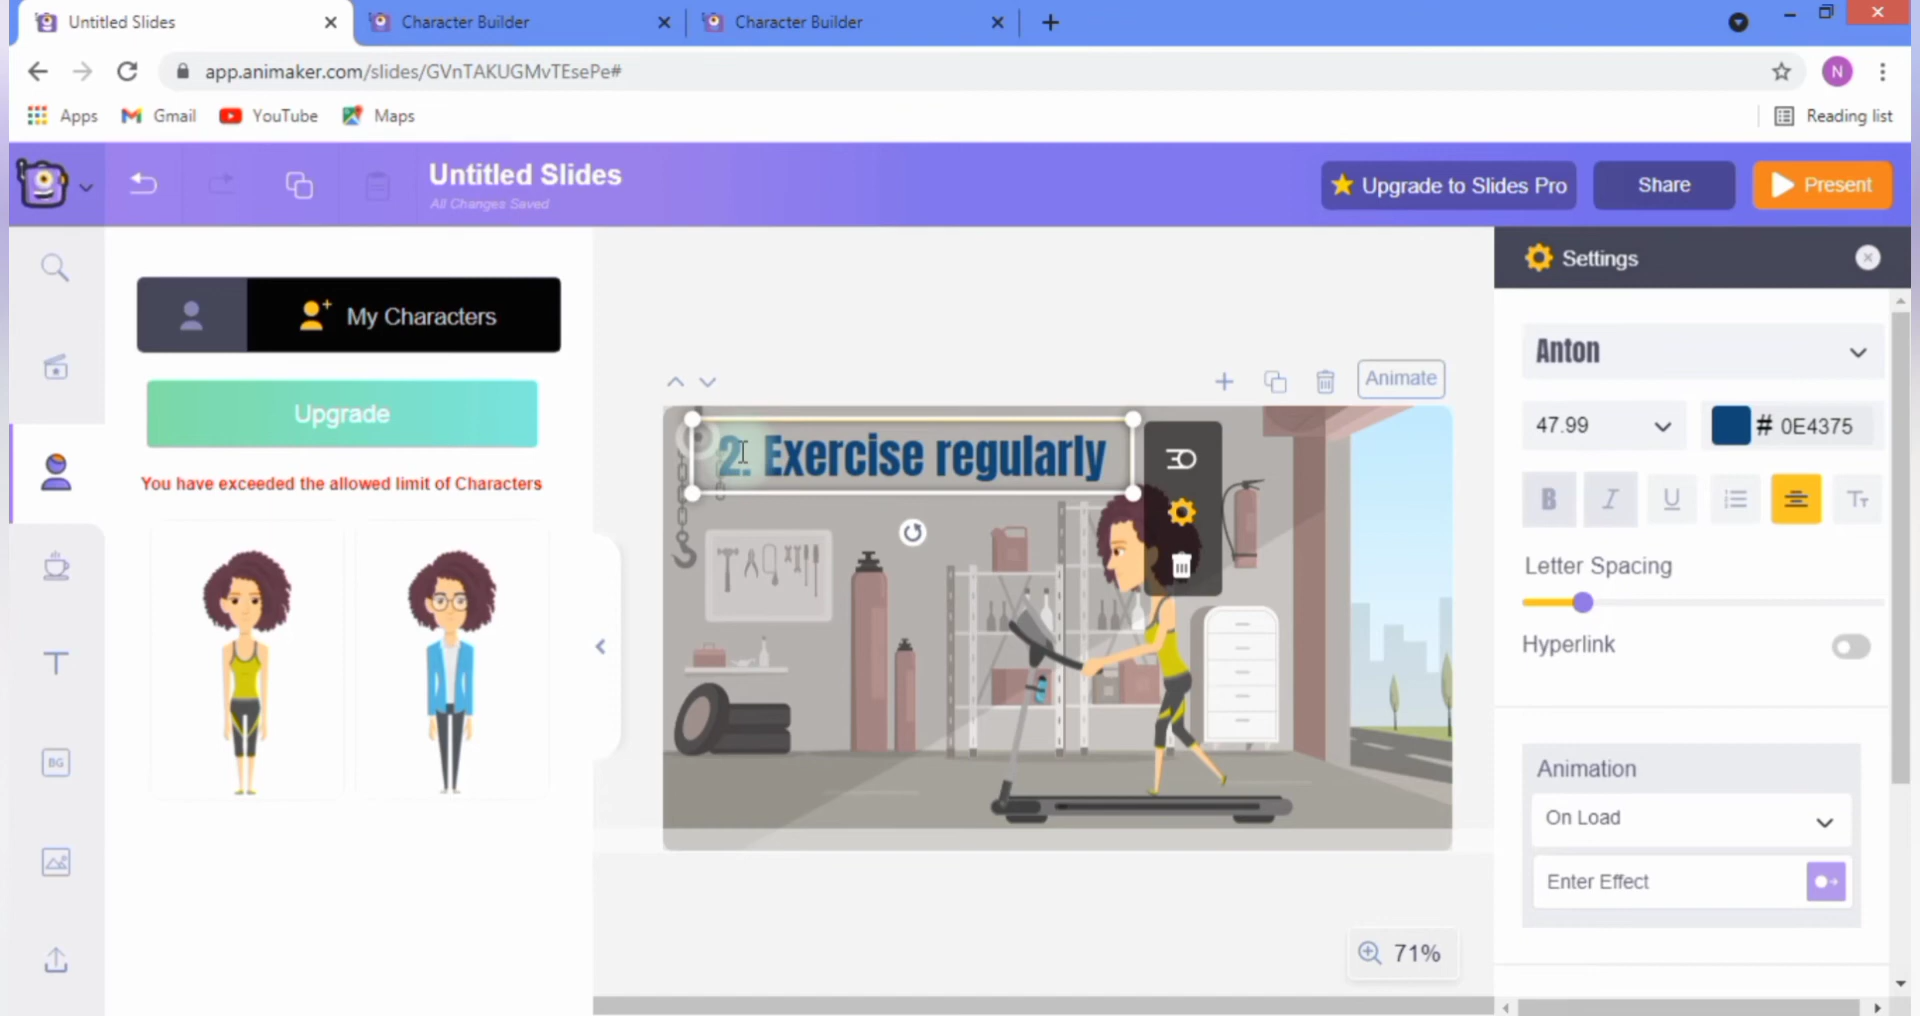 Untitled Slides
Character Builder
Character Builder
app.animaker.com/slides/GVnTAKUGMvTEsePe#
N
Apps
Gmail
YouTube
Maps
Reading list
Untitled Slides
All Changes Saved
Upgrade to Slides Pro
Share
Present
My Characters
Upgrade
You have exceeded the allowed limit of Characters
Animate
2. Exercise regularly
BG
71%
Settings
Anton
47.99
# 0E4375
B I U Tт
Letter Spacing
Hyperlink
Animation
On Load
Enter Effect